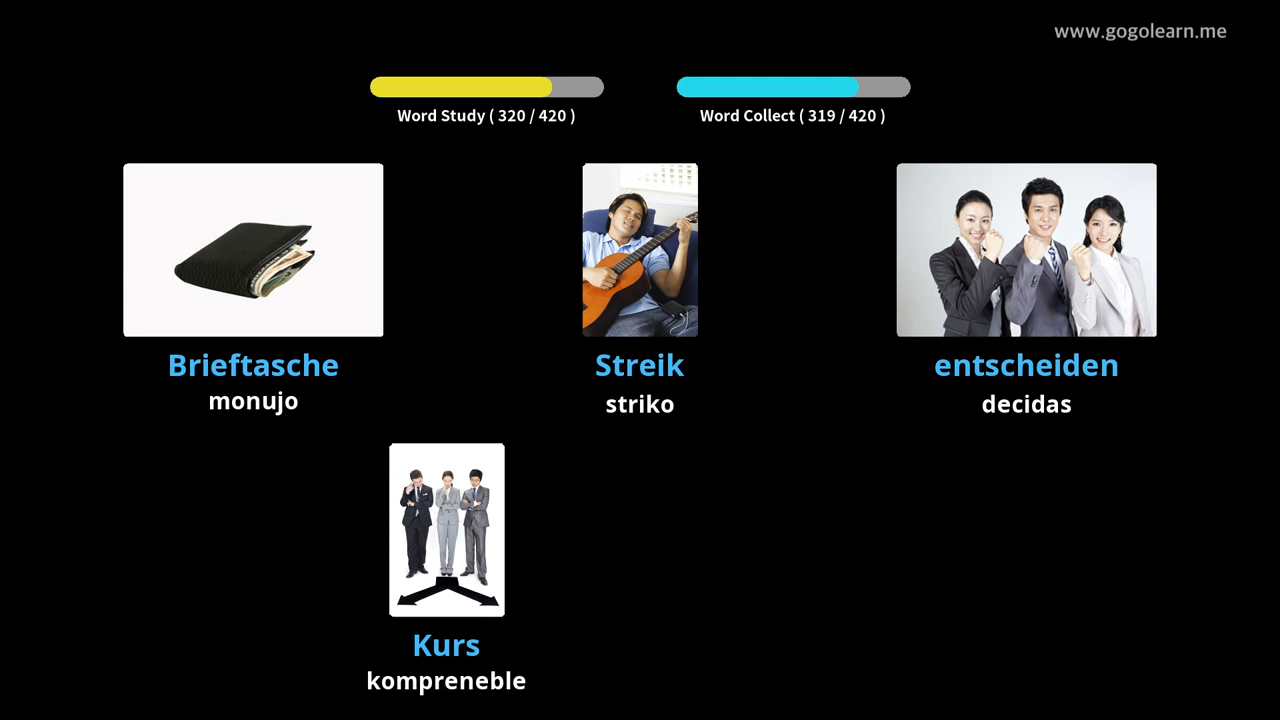 www.gogolearn.me
Word Study ( 320 / 420 )
Word Collect ( 319 / 420 )
Brieftasche
monujo
Streik
striko
entscheiden
decidas
Kurs
kompreneble